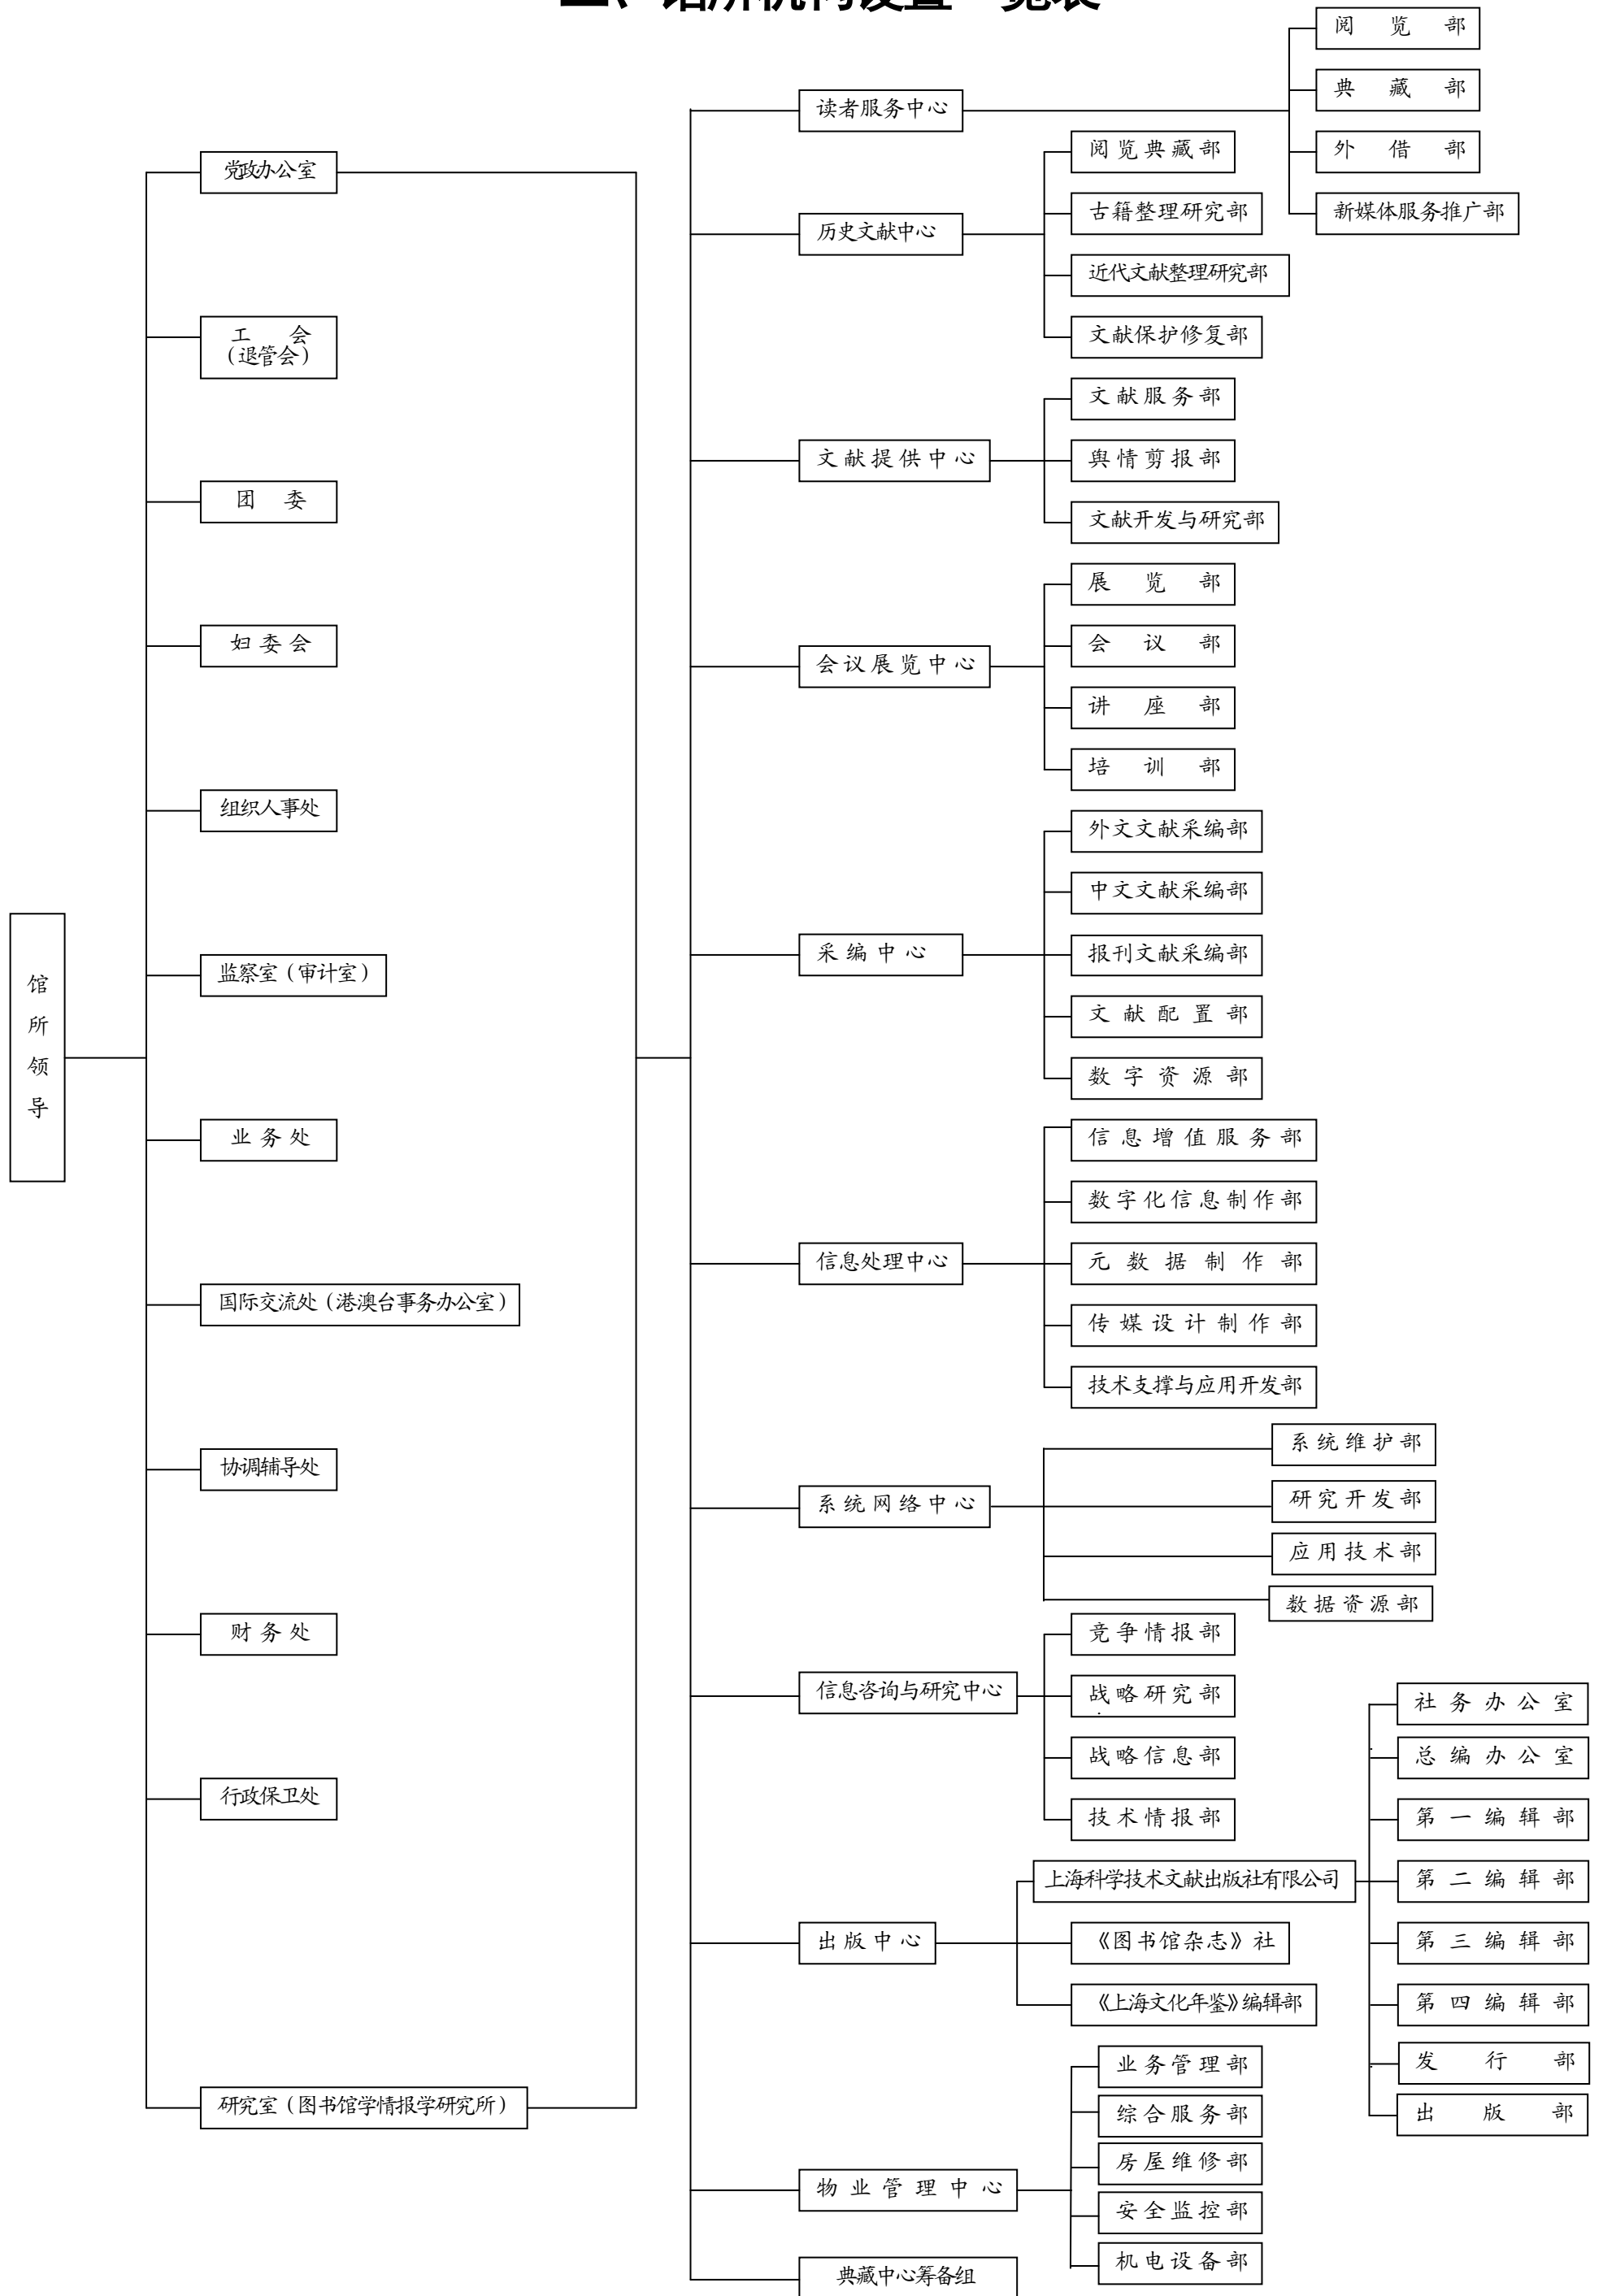 馆所机构设置一览表
馆所领导
党政办公室
工会
（退管会）
团委
妇委会
组织人事处
监察室（审计室）
业务处
国际交流处（港澳台事务办公室）
协调辅导处
财务处
行政保卫处
研究室（图书馆学情报学研究所）
读者服务中心
阅览部
典藏部
外借部
新媒体服务推广部
历史文献中心
阅览典藏部
古籍整理研究部
近代文献整理研究部
文献保护修复部
文献提供中心
文献服务部
舆情剪报部
文献开发与研究部
会议展览中心
展览部
会议部
讲座部
培训部
采编中心
外文文献采编部
中文文献采编部
报刊文献采编部
文献配置部
数字资源部
信息处理中心
信息增值服务部
数字化信息制作部
元数据制作部
传媒设计制作部
技术支撑与应用开发部
系统网络中心
系统维护部
研究开发部
应用技术部
数据资源部
信息咨询与研究中心
竞争情报部
战略研究部
战略信息部
技术情报部
出版中心
上海科学技术文献出版社有限公司
社务办公室
总编办公室
第一编辑部
第二编辑部
第三编辑部
第四编辑部
发行部
出版部
《图书馆杂志》社
《上海文化年鉴》编辑部
物业管理中心
业务管理部
综合服务部
房屋维修部
安全监控部
机电设备部
典藏中心筹备组